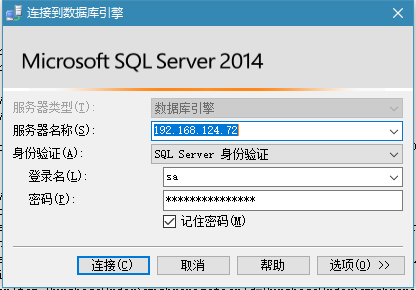 连接到数据库引擎
Microsoft SQL Server 2014
服务器类型(T): 数据库引擎
服务器名称(S): 192.168.124.72
身份验证(A): SQL Server 身份验证
登录名(L): sa
密码(P): ***************
记住密码(M)
连接(C) 取消 帮助 选项(O) >>